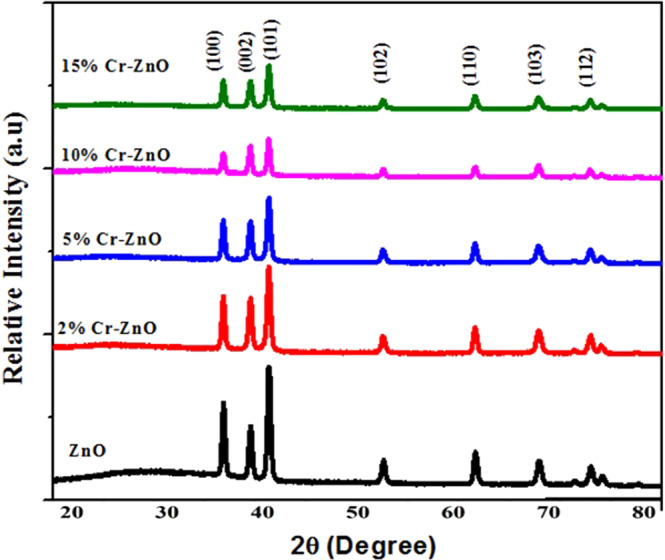 (100)
(002)
(101)
(102)
(110)
(103)
(112)
15% Cr-ZnO
10% Cr-ZnO
5% Cr-ZnO
2% Cr-ZnO
ZnO
Relative Intensity (a.u)
20 30 40 50 60 70 80
2θ (Degree)